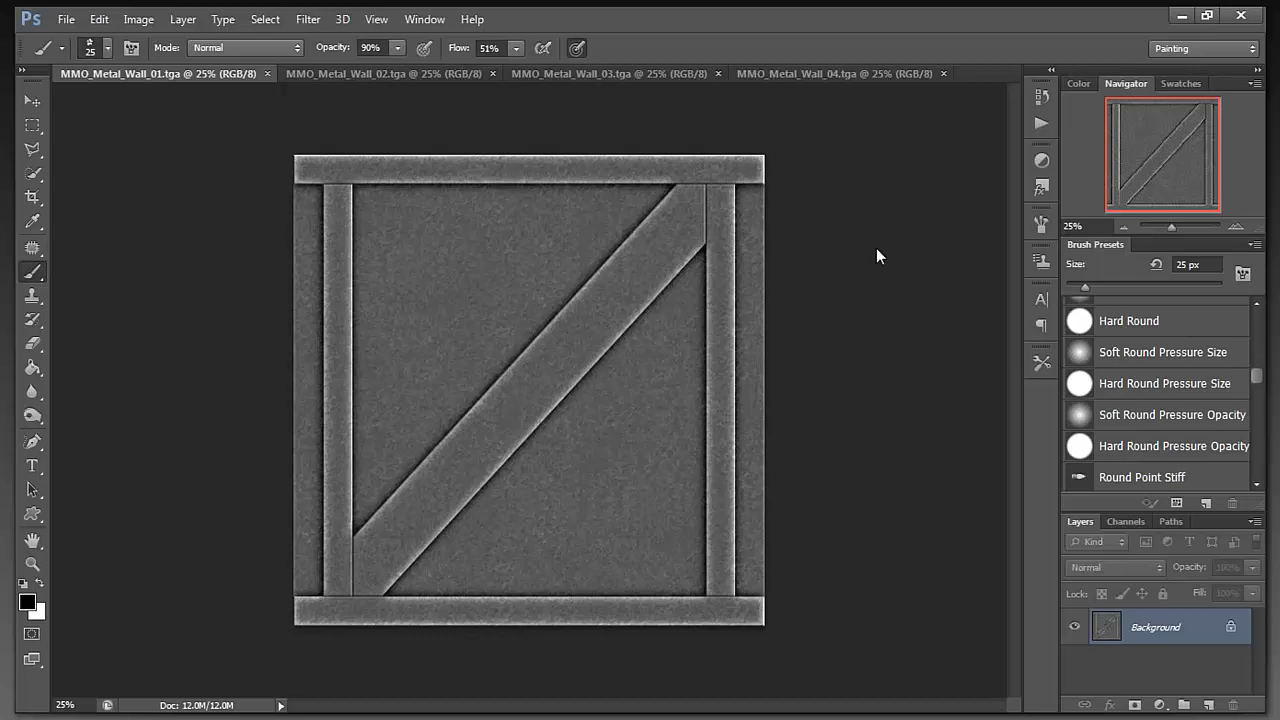 Ps File Edit Image Layer Type Select Filter 3D View Window Help
25 Mode: Normal Opacity: 90% Flow: 51% Painting
MMO_Metal_Wall_01.tga @ 25% (RGB/8) × MMO_Metal_Wall_02.tga @ 25% (RGB/8) × MMO_Metal_Wall_03.tga @ 25% (RGB/8) × MMO_Metal_Wall_04.tga @ 25% (RGB/8) ×
Color Navigator Swatches
25%
Brush Presets
Size: 25 px
Hard Round
Soft Round Pressure Size
Hard Round Pressure Size
Soft Round Pressure Opacity
Hard Round Pressure Opacity
Round Point Stiff
Layers Channels Paths
Kind
Normal Opacity: 100%
Lock: Fill: 100%
Background
25% Doc: 12.0M/12.0M